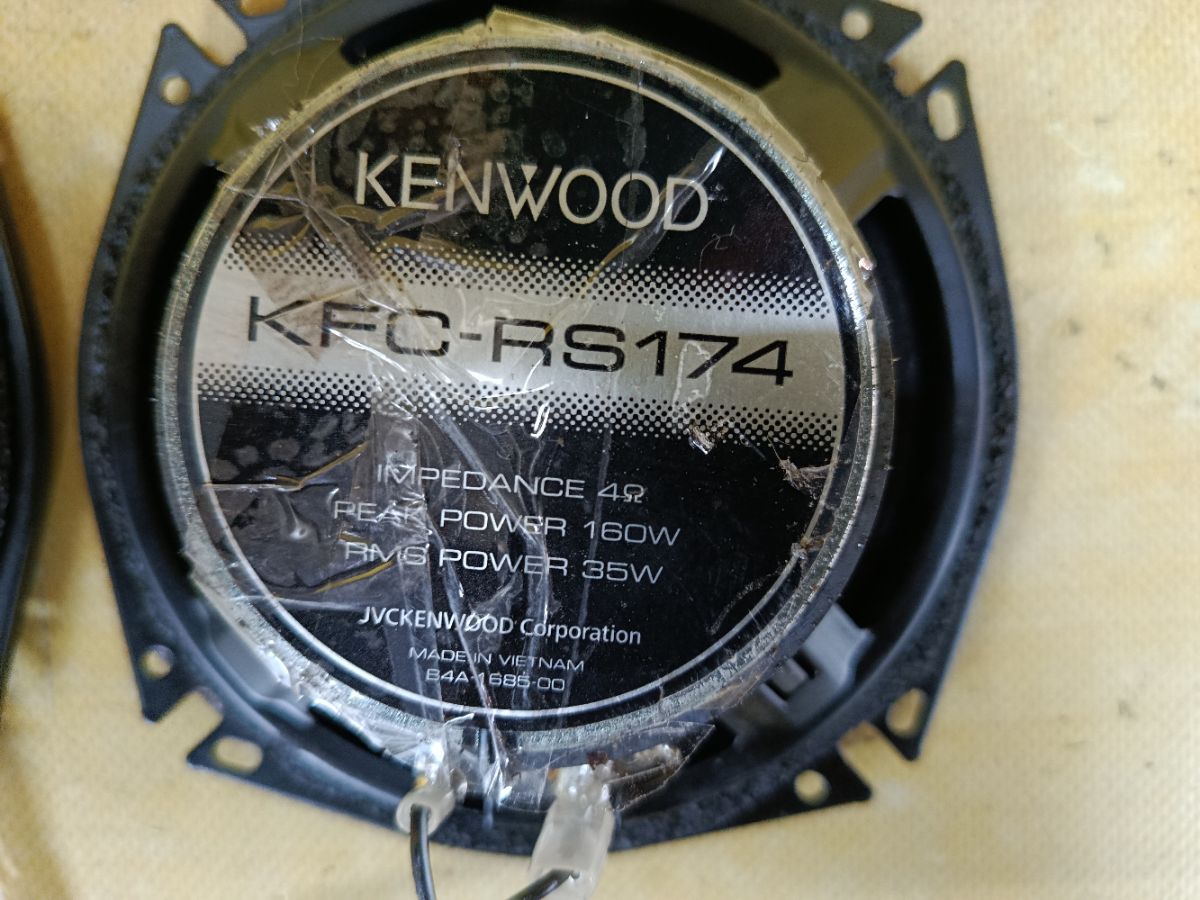 KENWOOD
KFC-RS174
IMPEDANCE 4Ω
PEAK POWER 160W
RMS POWER 35W
JVCKENWOOD Corporation
MADE IN VIETNAM
B4A-1685-00